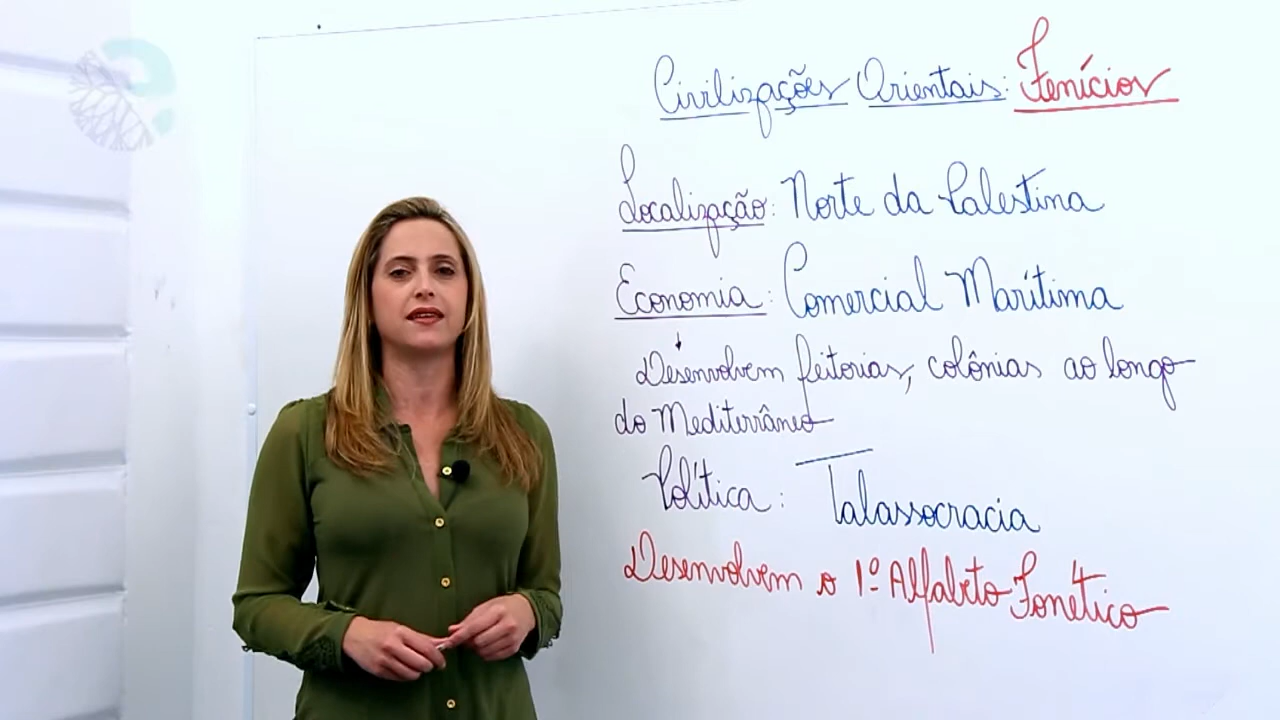 Civilizações Orientais: Fenícios
Localização: Norte da Palestina
Economia: Comercial Marítima
Desenvolvem feitorias, colônias ao longo
do Mediterrâneo
Política: Talassocracia
Desenvolvem o 1º Alfabeto Fonético